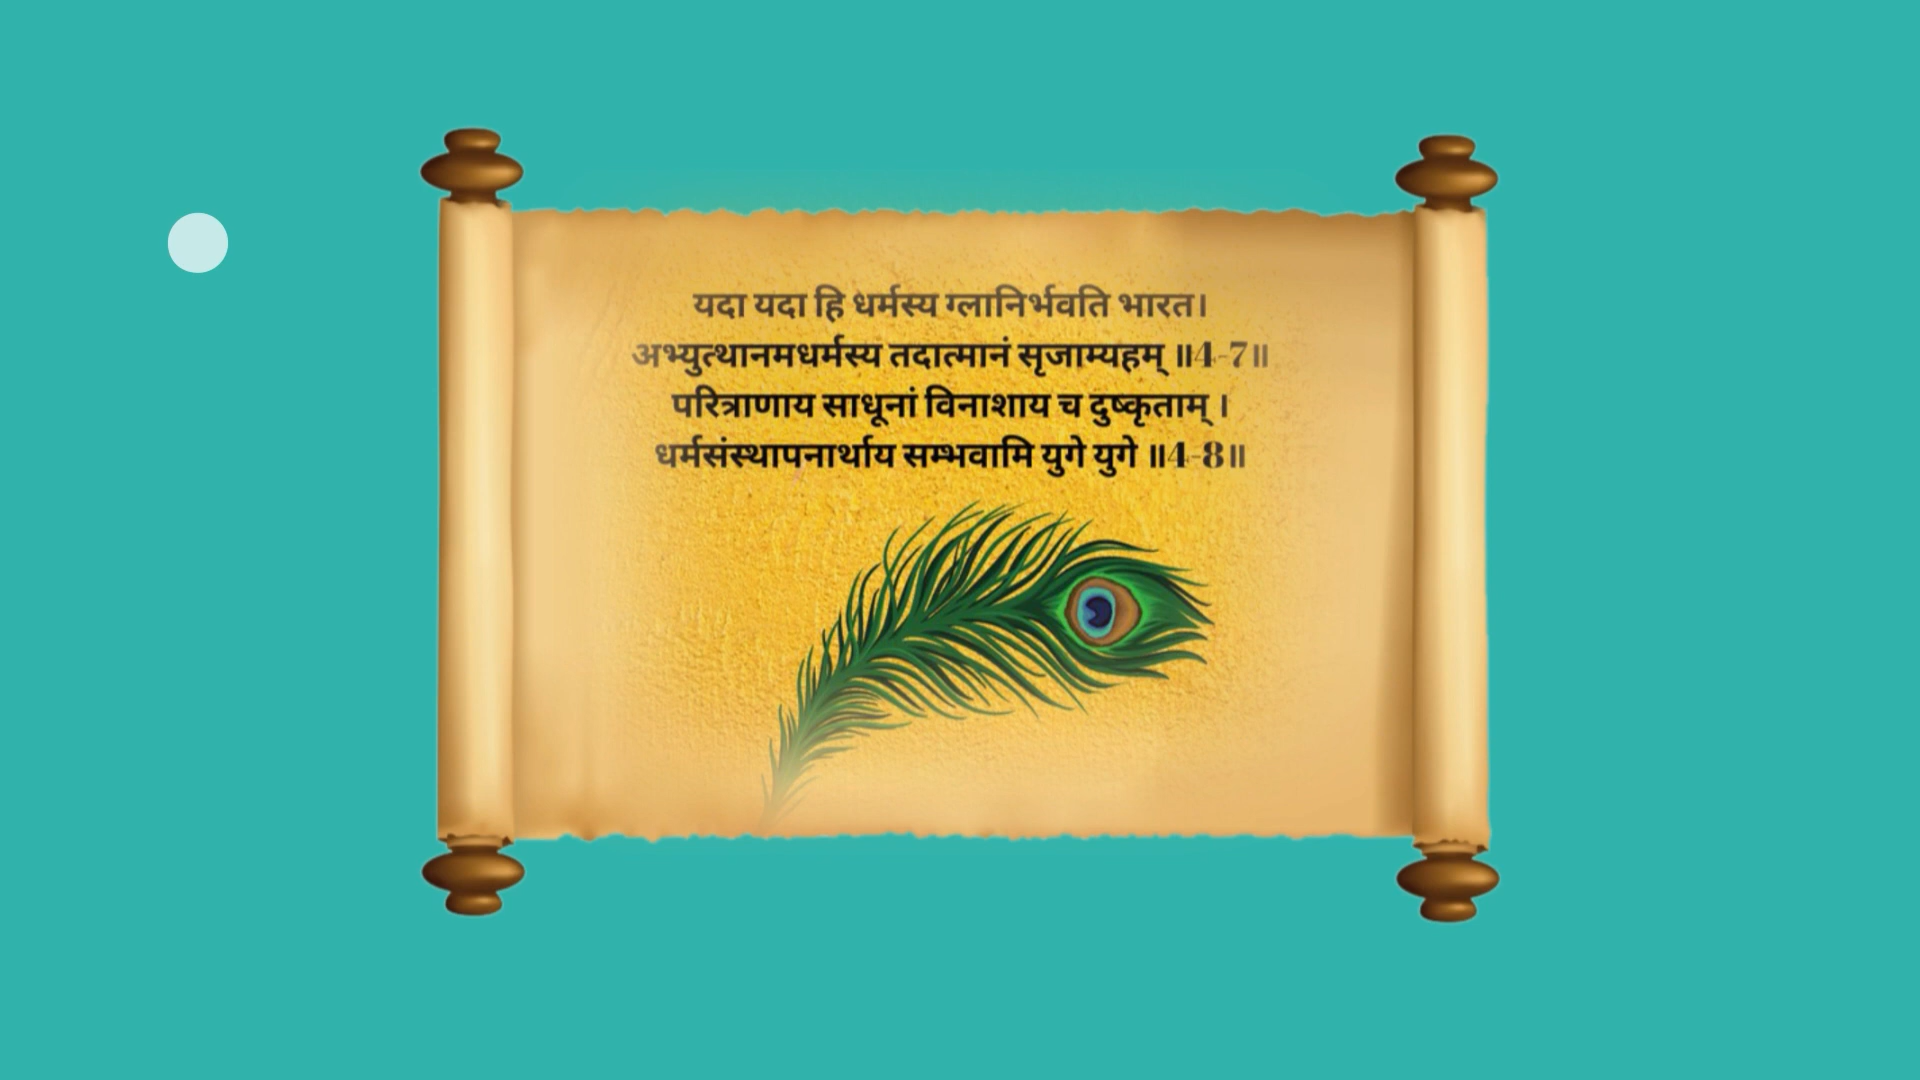 यदा यदा हि धर्मस्य ग्लानिर्भवति भारत।
अभ्युत्थानमधर्मस्य तदात्मानं सृजाम्यहम् ॥4-7॥
परित्राणाय साधूनां विनाशाय च दुष्कृताम् ।
धर्मसंस्थापनार्थाय सम्भवामि युगे युगे ॥4-8॥